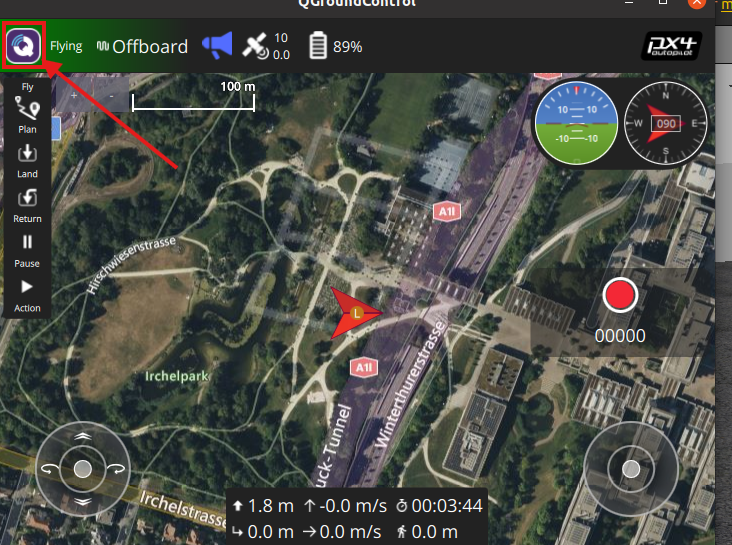 QGroundControl
Flying
Offboard
10
0.0
89%
px4
autopilot
Fly
Plan
Land
Return
Pause
Action
+
-
100 m
10
10
-10
-10
N
W
090
E
S
A1l
Hirschwiesenstrasse
L
00000
A1l
Irchelpark
Winterthurerstrasse
uck-Tunnel
Irchelstrasse
1.8 m
-0.0 m/s
00:03:44
0.0 m
0.0 m/s
0.0 m